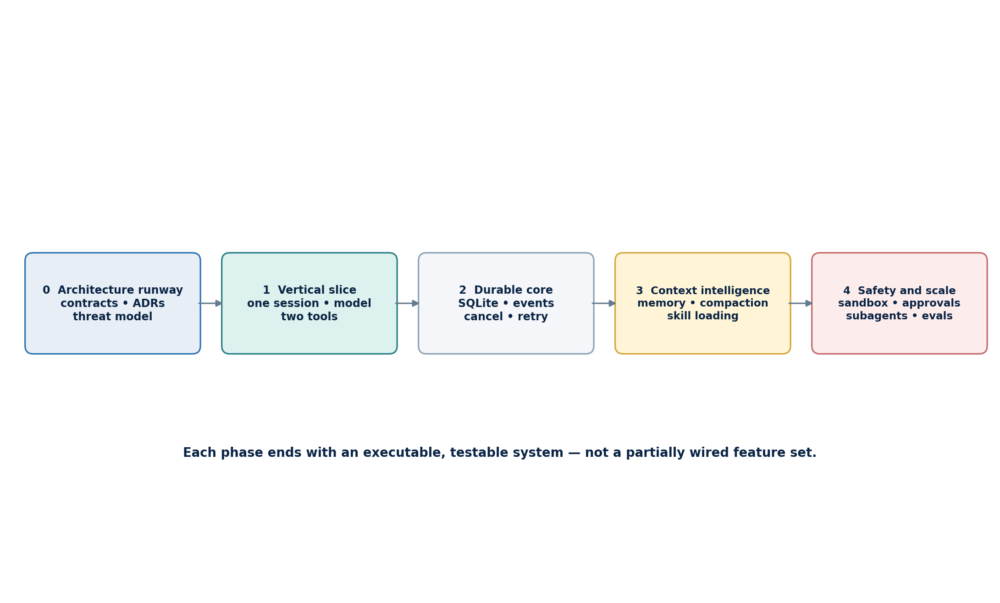 0  Architecture runway
contracts • ADRs
threat model
1  Vertical slice
one session • model
two tools
2  Durable core
SQLite • events
cancel • retry
3  Context intelligence
memory • compaction
skill loading
4  Safety and scale
sandbox • approvals
subagents • evals
Each phase ends with an executable, testable system — not a partially wired feature set.